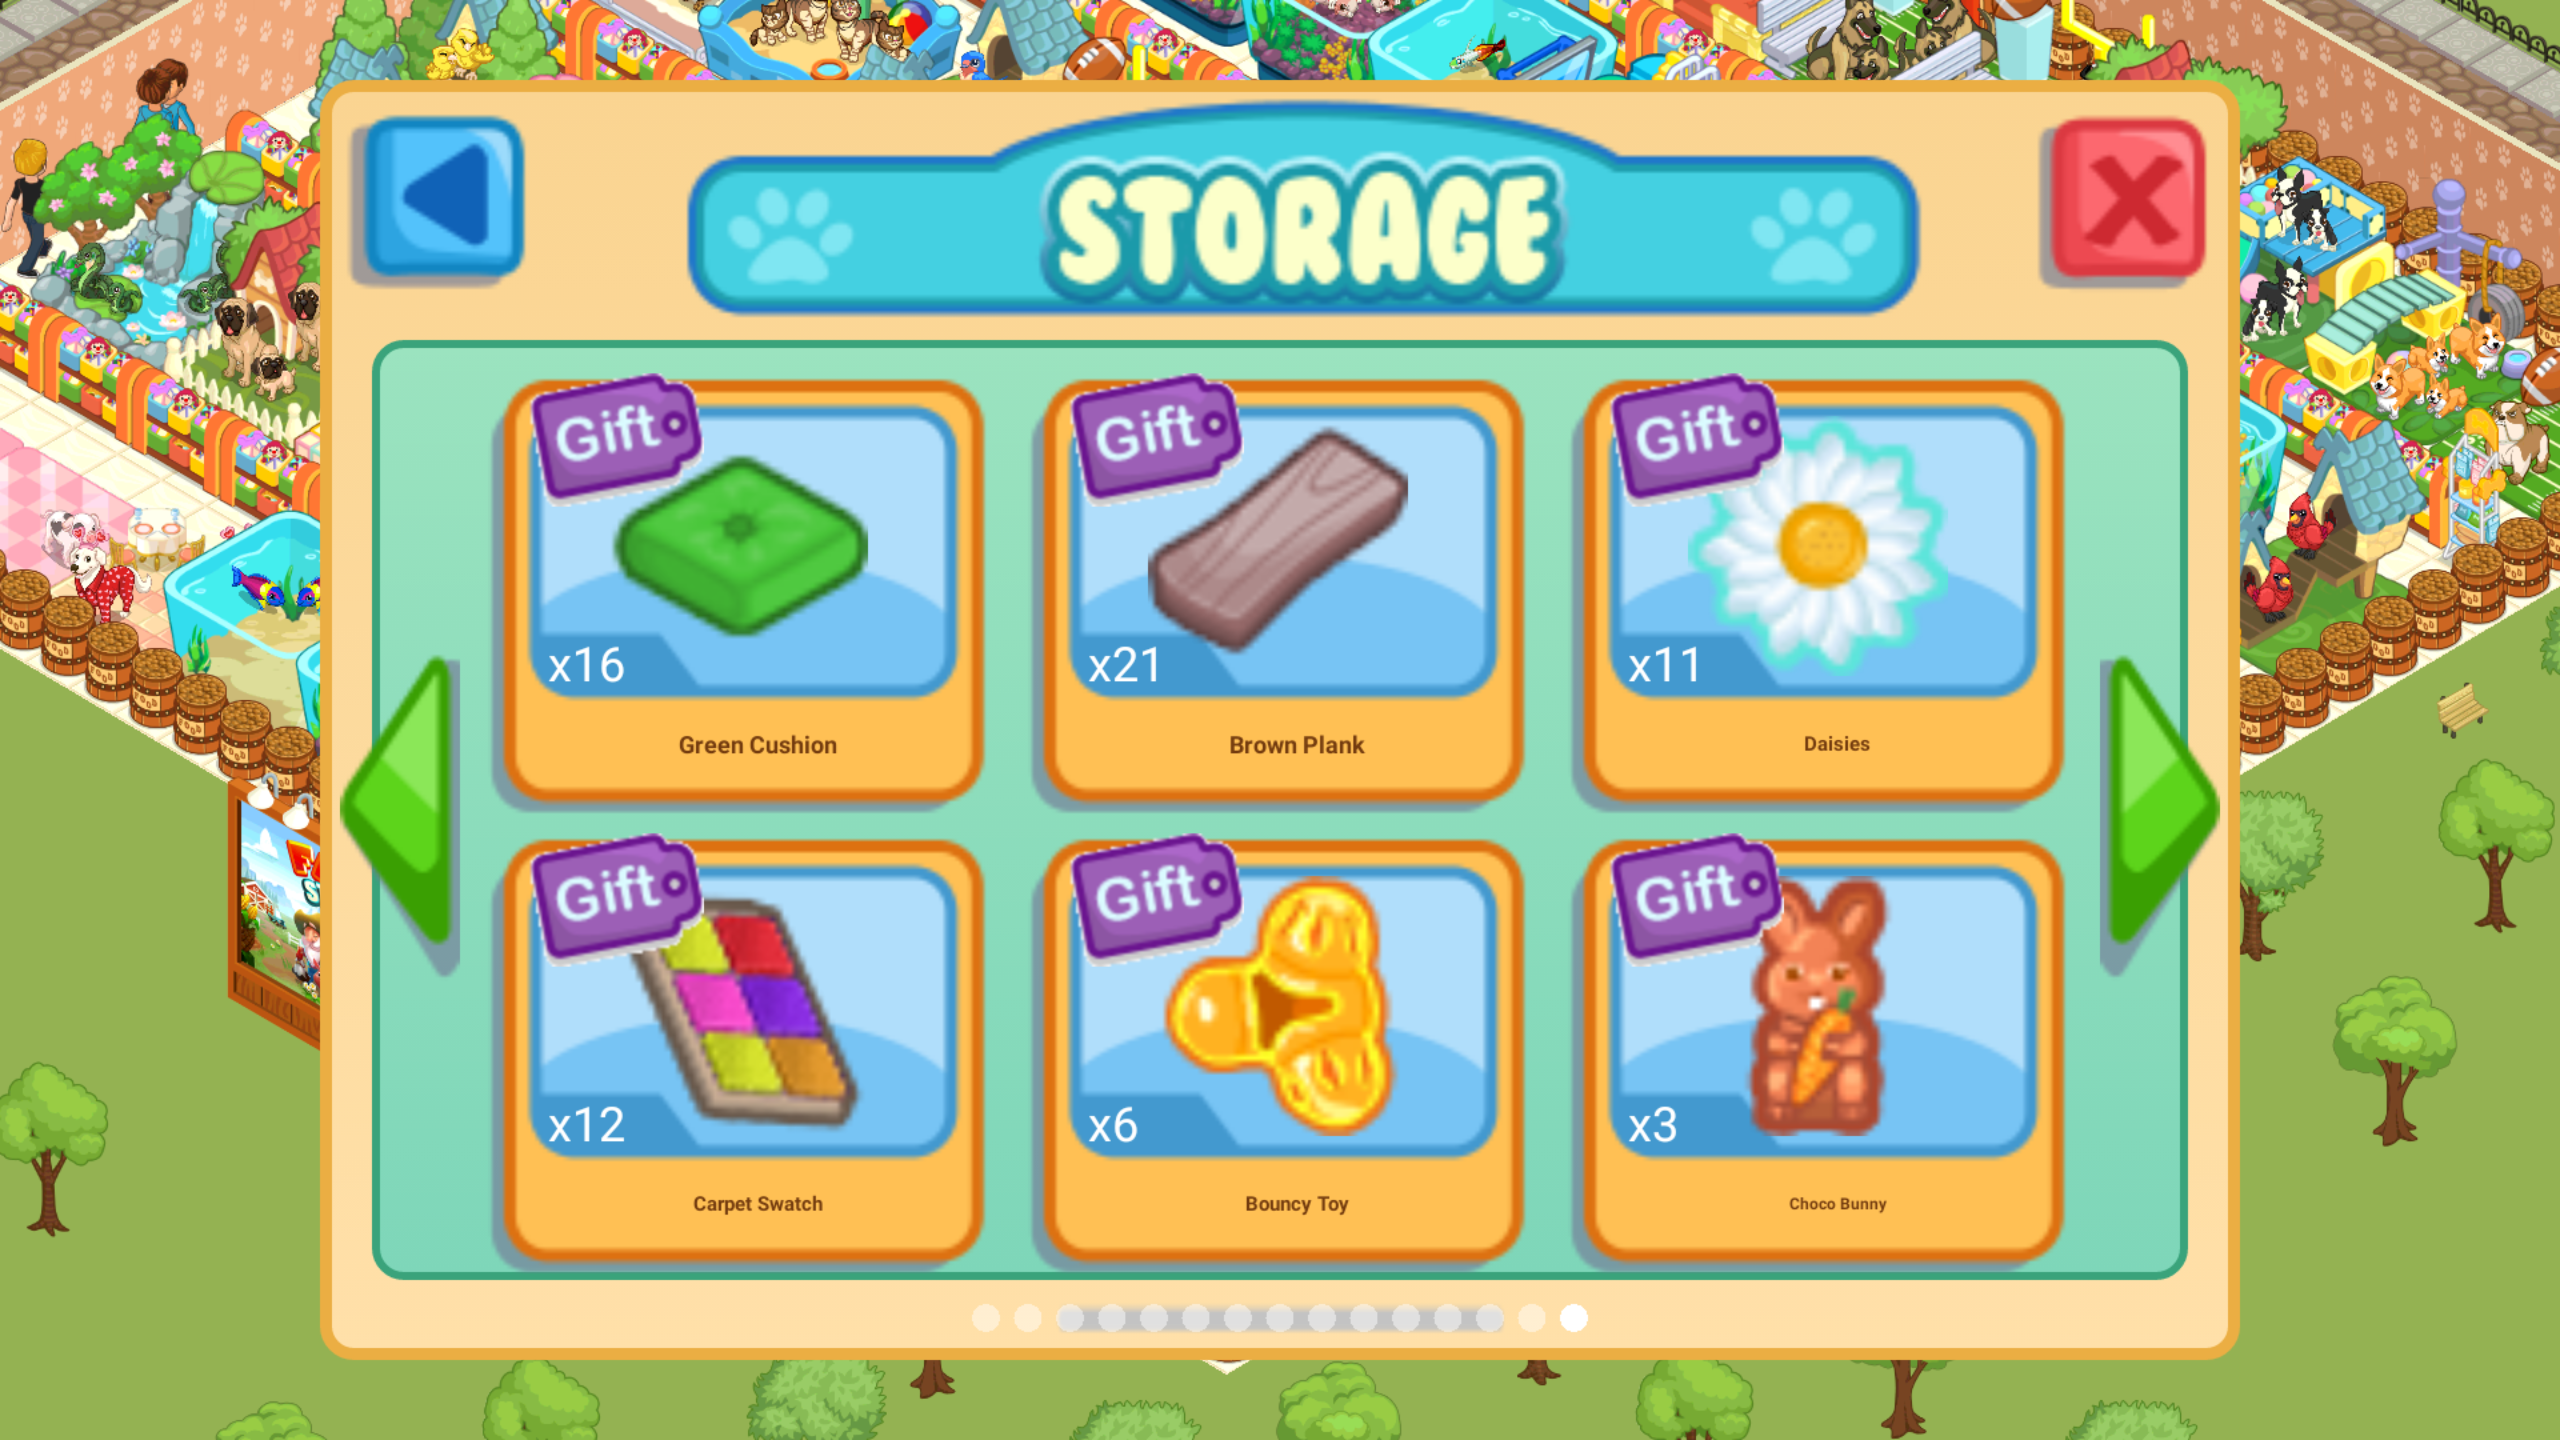 STORAGE
Gift
x16
Green Cushion
Gift
x21
Brown Plank
Gift
x11
Daisies
Gift
x12
Carpet Swatch
Gift
x6
Bouncy Toy
Gift
x3
Choco Bunny